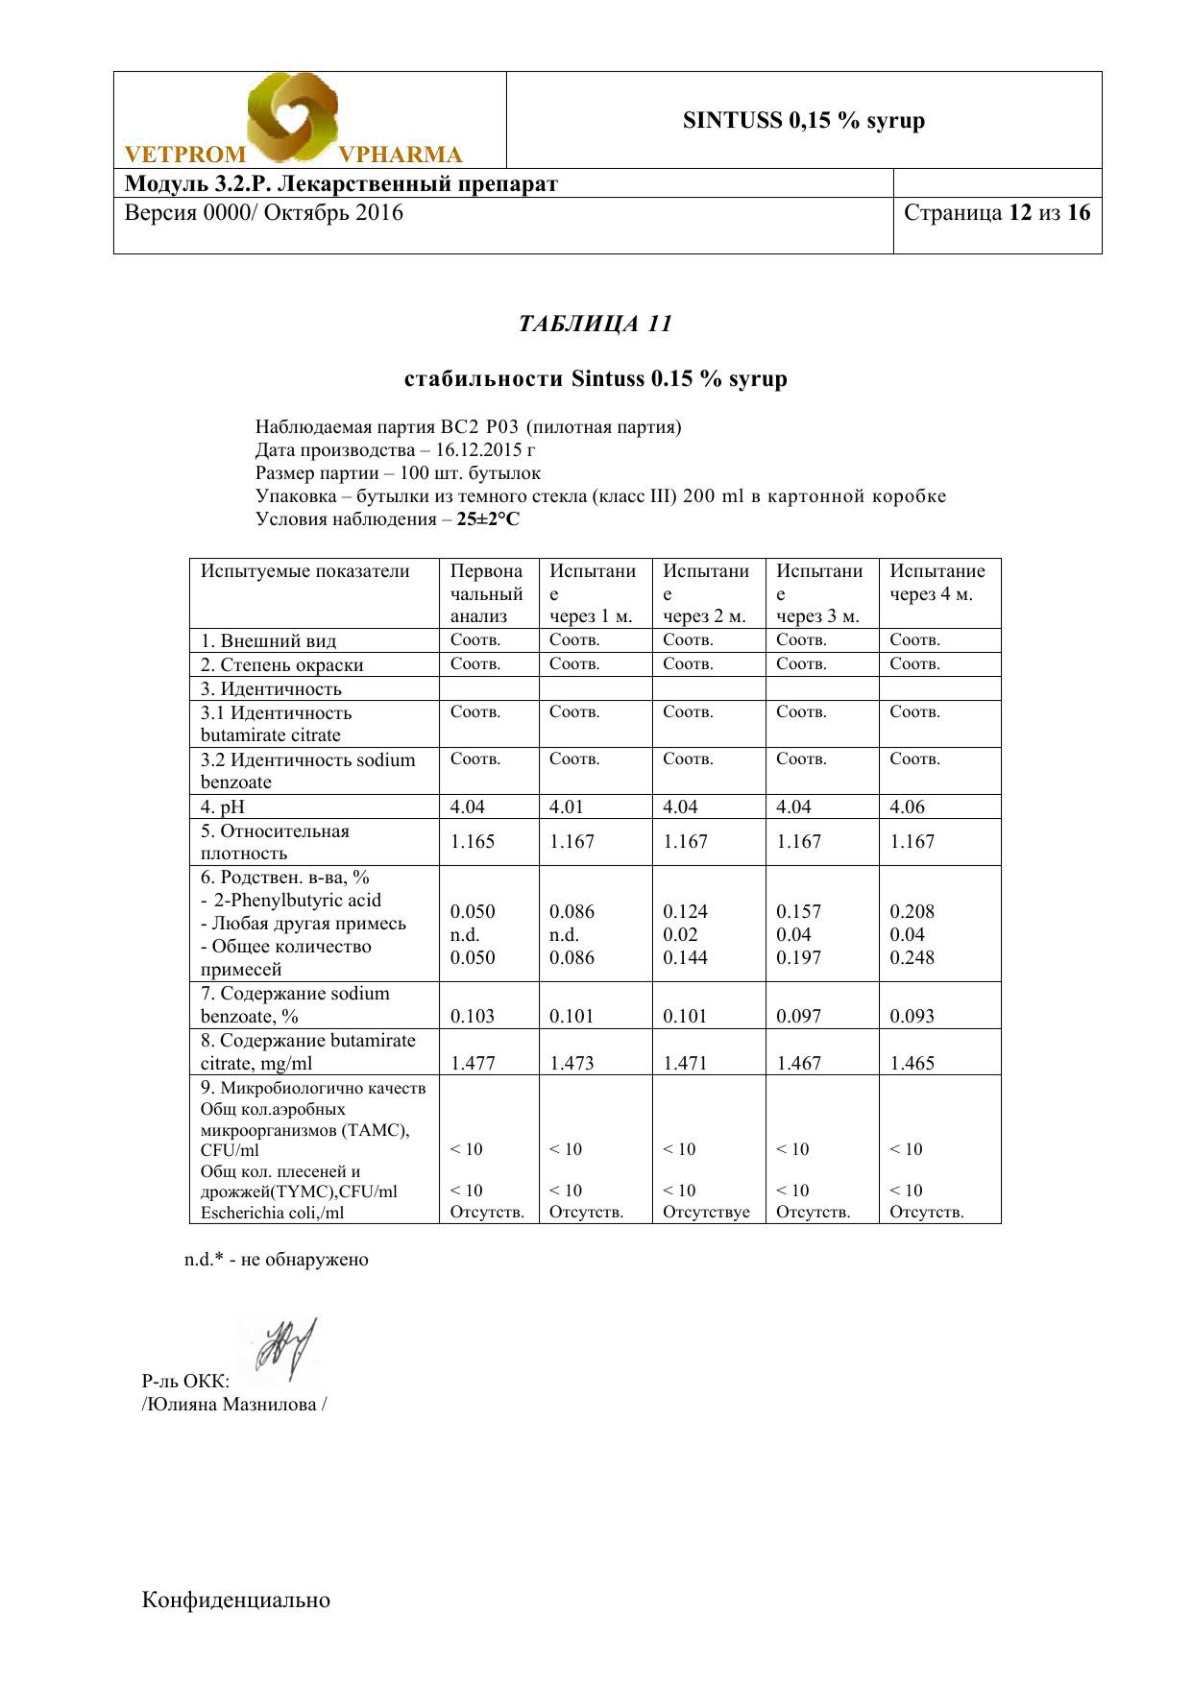 VETPROM VPHARMA
SINTUSS 0,15 % syrup
Модуль 3.2.P. Лекарственный препарат
Версия 0000/ Октябрь 2016
Страница 12 из 16
ТАБЛИЦА 11
стабильности Sintuss 0.15 % syrup
Наблюдаемая партия BC2 P03 (пилотная партия)
Дата производства – 16.12.2015 г
Размер партии – 100 шт. бутылок
Упаковка – бутылки из темного стекла (класс III) 200 ml в картонной коробке
Условия наблюдения – 25±2°C
Испытуемые показатели Первона Испытани Испытани Испытани Испытание
чальный е е е через 4 м.
анализ через 1 м. через 2 м. через 3 м.
1. Внешний вид Соотв. Соотв. Соотв. Соотв. Соотв.
2. Степень окраски Соотв. Соотв. Соотв. Соотв. Соотв.
3. Идентичность
3.1 Идентичность Соотв. Соотв. Соотв. Соотв. Соотв.
butamirate citrate
3.2 Идентичность sodium Соотв. Соотв. Соотв. Соотв. Соотв.
benzoate
4. pH 4.04 4.01 4.04 4.04 4.06
5. Относительная
плотность 1.165 1.167 1.167 1.167 1.167
6. Родствен. в-ва, %
- 2-Phenylbutyric acid 0.050 0.086 0.124 0.157 0.208
- Любая другая примесь n.d. n.d. 0.02 0.04 0.04
- Общее количество 0.050 0.086 0.144 0.197 0.248
примесей
7. Содержание sodium
benzoate, % 0.103 0.101 0.101 0.097 0.093
8. Содержание butamirate
citrate, mg/ml 1.477 1.473 1.471 1.467 1.465
9. Микробиологично качеств
Общ кол.аэробных
микроорганизмов (TAMC),
CFU/ml < 10 < 10 < 10 < 10 < 10
Общ кол. плесеней и
дрожжей(TYMC),CFU/ml < 10 < 10 < 10 < 10 < 10
Escherichia coli,/ml Отсутств. Отсутств. Отсутствуе Отсутств. Отсутств.
n.d.* - не обнаружено
Р-ль ОКК:
/Юлияна Мазнилова /
Конфиденциально